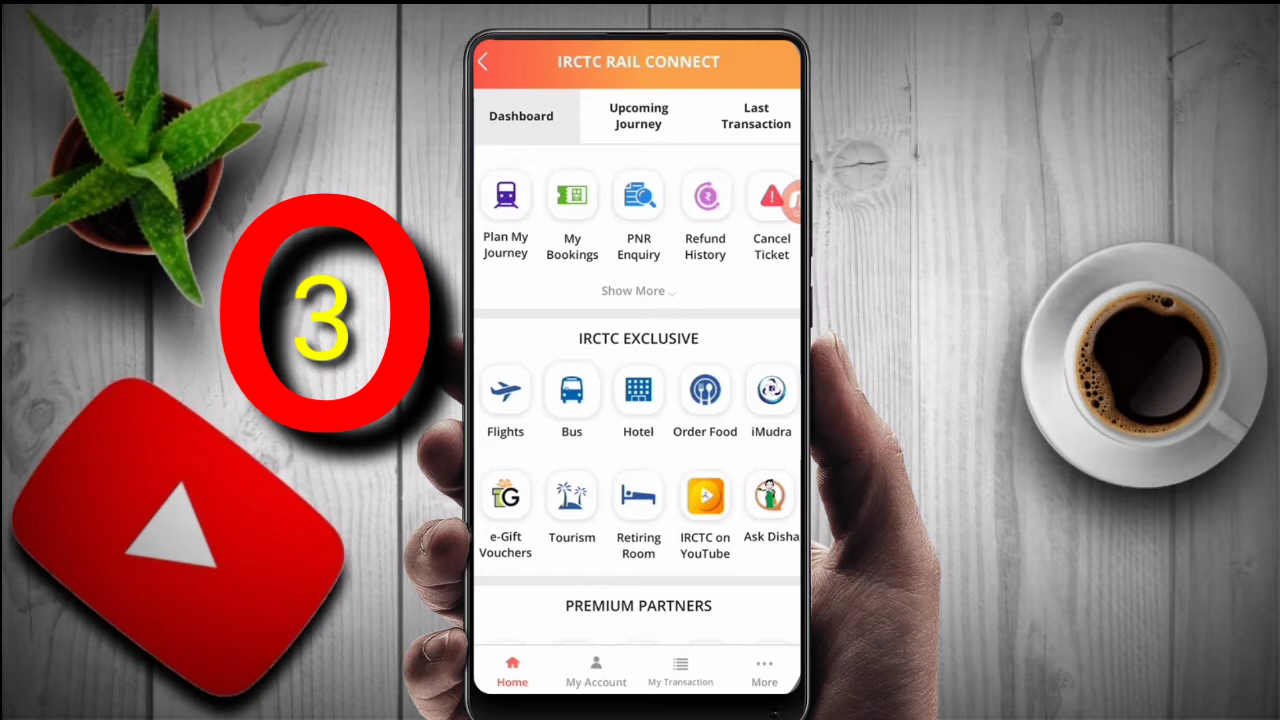 IRCTC RAIL CONNECT
Dashboard
Upcoming
Journey
Last
Transaction
Plan My
Journey
My
Bookings
PNR
Enquiry
Refund
History
Cancel
Ticket
Show More
IRCTC EXCLUSIVE
Flights
Bus
Hotel
Order Food
iMudra
e-Gift
Vouchers
Tourism
Retiring
Room
IRCTC on
YouTube
Ask Disha
PREMIUM PARTNERS
Home
My Account
My Transaction
More
O
3